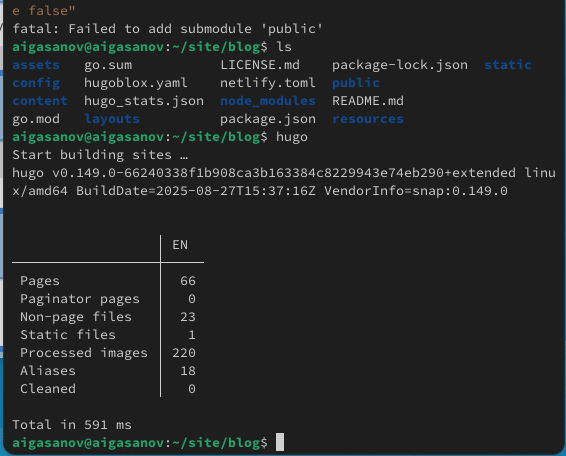 e false"
fatal: Failed to add submodule 'public'
aigasanov@aigasanov:~/site/blog$ ls
assets go.sum LICENSE.md package-lock.json static
config hugoblox.yaml netlify.toml public
content hugo_stats.json node_modules README.md
go.mod layouts package.json resources
aigasanov@aigasanov:~/site/blog$ hugo
Start building sites …
hugo v0.149.0-66240338f1b908ca3b163384c8229943e74eb290+extended linu
x/amd64 BuildDate=2025-08-27T15:37:16Z VendorInfo=snap:0.149.0
EN
Pages 66
Paginator pages 0
Non-page files 23
Static files 1
Processed images 220
Aliases 18
Cleaned 0
Total in 591 ms
aigasanov@aigasanov:~/site/blog$